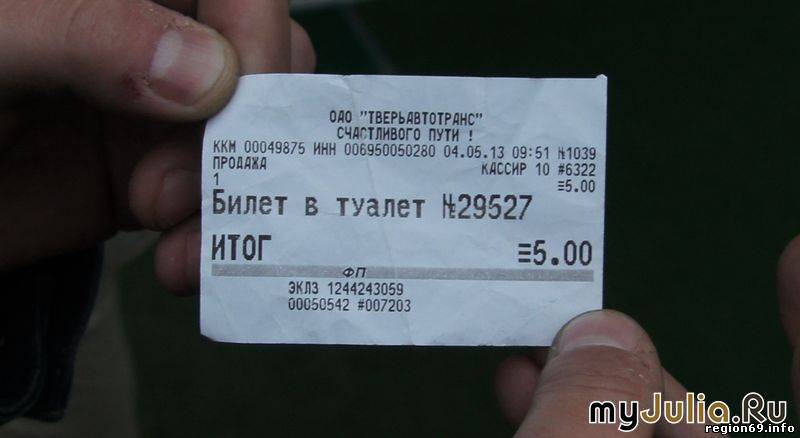 ОАО "ТВЕРЬАВТОТРАНС"
СЧАСТЛИВОГО ПУТИ !
ККМ 00049875 ИНН 006950050280 04.05.13 09:51 №1039
ПРОДАЖА КАССИР 10 #6322
1 ≡5.00
Билет в туалет №29527
ИТОГ ≡5.00
ФП
ЭКЛЗ 1244243059
00050542 #007203
myJulia.Ru
region69.info